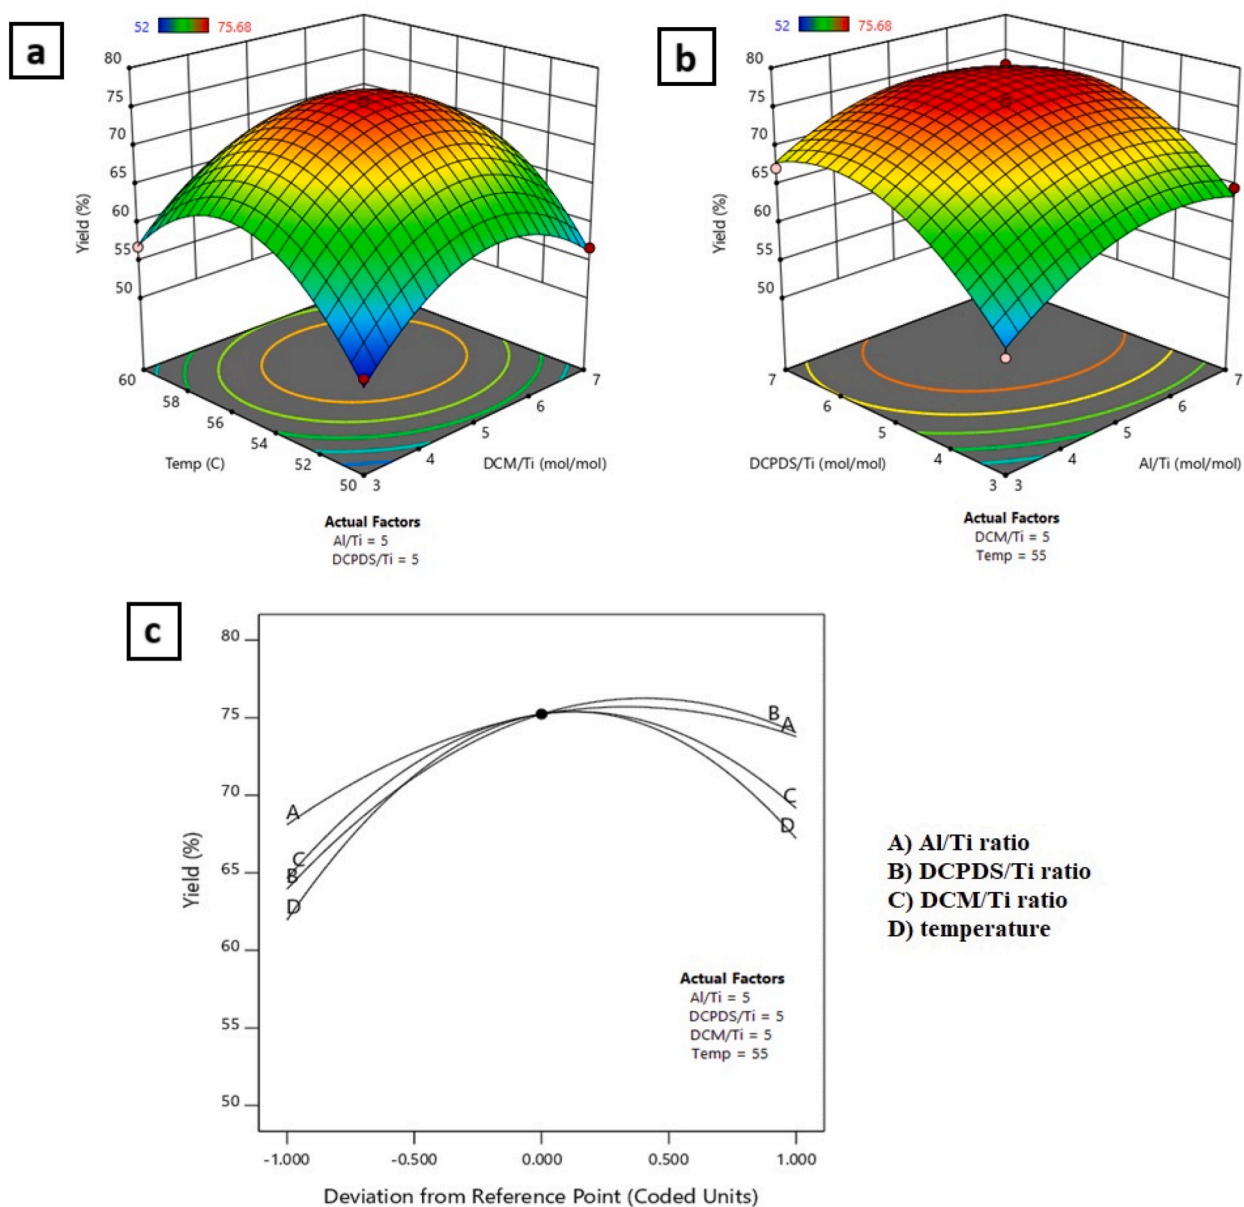 a
52 75.68
80
75
70
65
60
55
50
Yield (%)
60
58
56
54
52
50
3
4
5
6
7
Temp (C)
DCM/Ti (mol/mol)
Actual Factors
Al/Ti = 5
DCPDS/Ti = 5
b
52 75.68
80
75
70
65
60
55
50
Yield (%)
7
6
5
4
3
3
4
5
6
7
DCPDS/Ti (mol/mol)
Al/Ti (mol/mol)
Actual Factors
DCM/Ti = 5
Temp = 55
c
80
75
70
65
60
55
50
Yield (%)
A
C
B
D
B
A
C
D
Actual Factors
Al/Ti = 5
DCPDS/Ti = 5
DCM/Ti = 5
Temp = 55
-1.000 -0.500 0.000 0.500 1.000
Deviation from Reference Point (Coded Units)
A) Al/Ti ratio
B) DCPDS/Ti ratio
C) DCM/Ti ratio
D) temperature